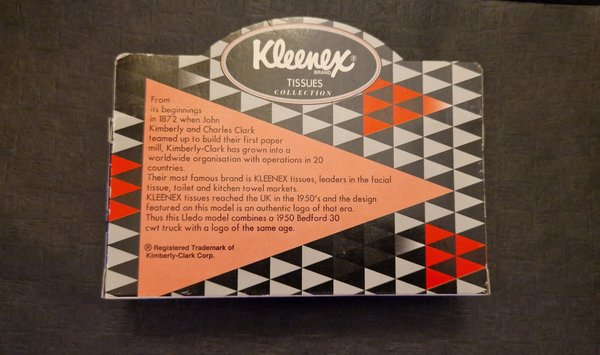 Kleenex®
BRAND
TISSUES
COLLECTION
From
its beginnings
in 1872 when John
Kimberly and Charles Clark
teamed up to build their first paper
mill, Kimberly-Clark has grown into a
worldwide organisation with operations in 20
countries.
Their most famous brand is KLEENEX tissues, leaders in the facial
tissue, toilet and kitchen towel markets.
KLEENEX tissues reached the UK in the 1950's and the design
featured on this model is an authentic logo of that era.
Thus this Lledo model combines a 1950 Bedford 30
cwt truck with a logo of the same age.
® Registered Trademark of
Kimberly-Clark Corp.